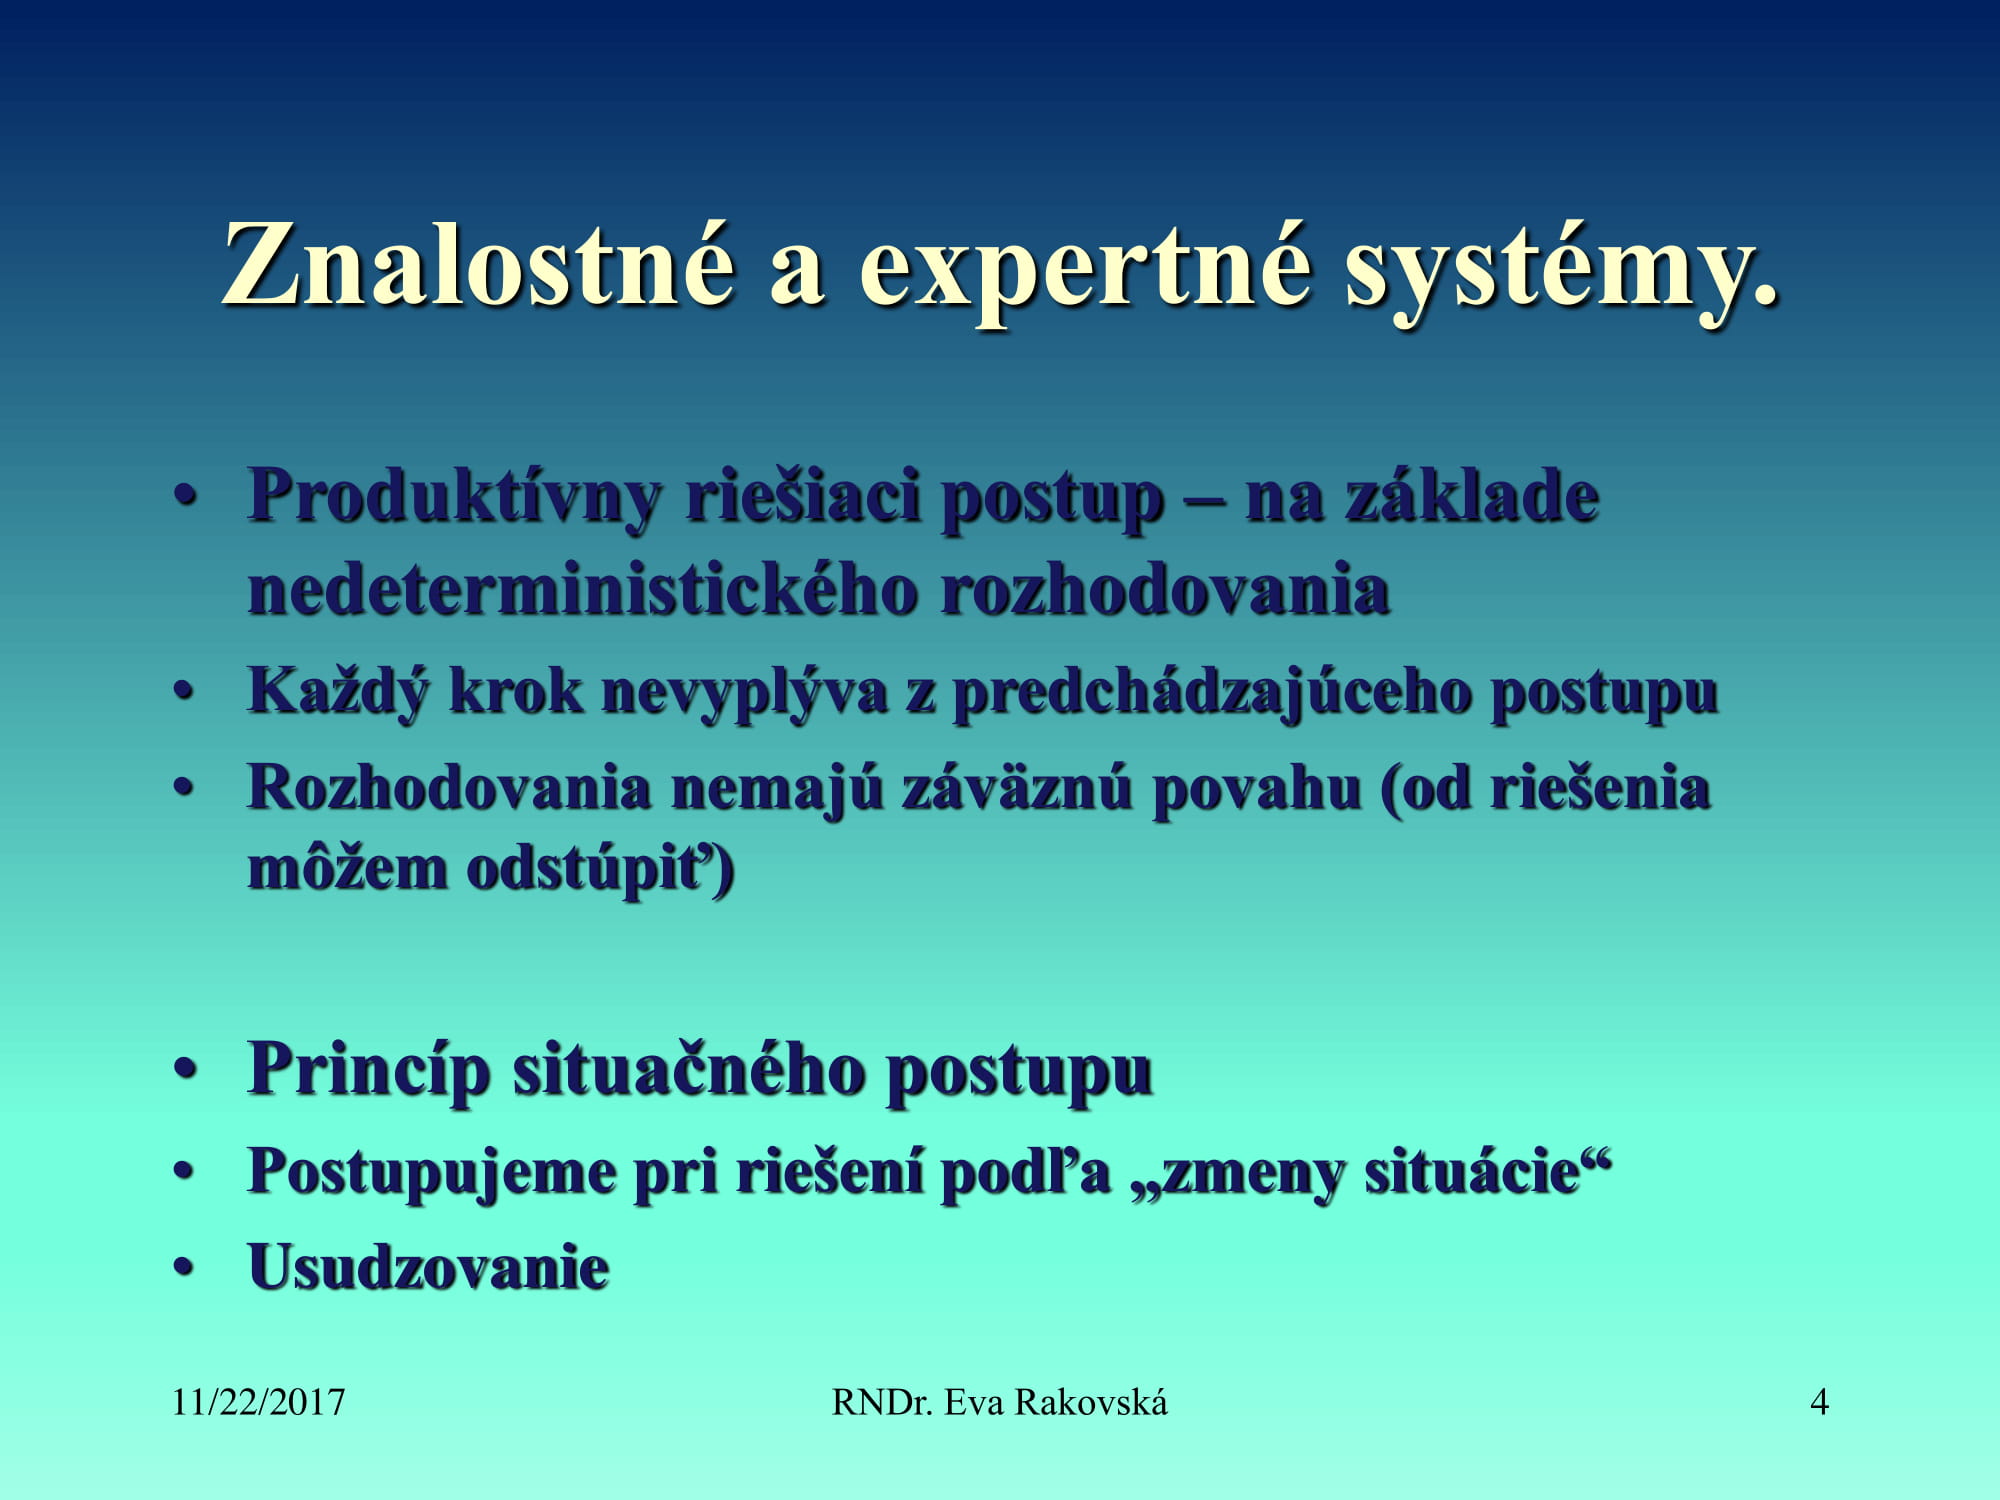 Znalostné a expertné systémy.
• Produktívny riešiaci postup – na základe
nedeterministického rozhodovania
• Každý krok nevyplýva z predchádzajúceho postupu
• Rozhodovania nemajú záväznú povahu (od riešenia
môžem odstúpiť)
• Princíp situačného postupu
• Postupujeme pri riešení podľa „zmeny situácie“
• Usudzovanie
11/22/2017
RNDr. Eva Rakovská
4